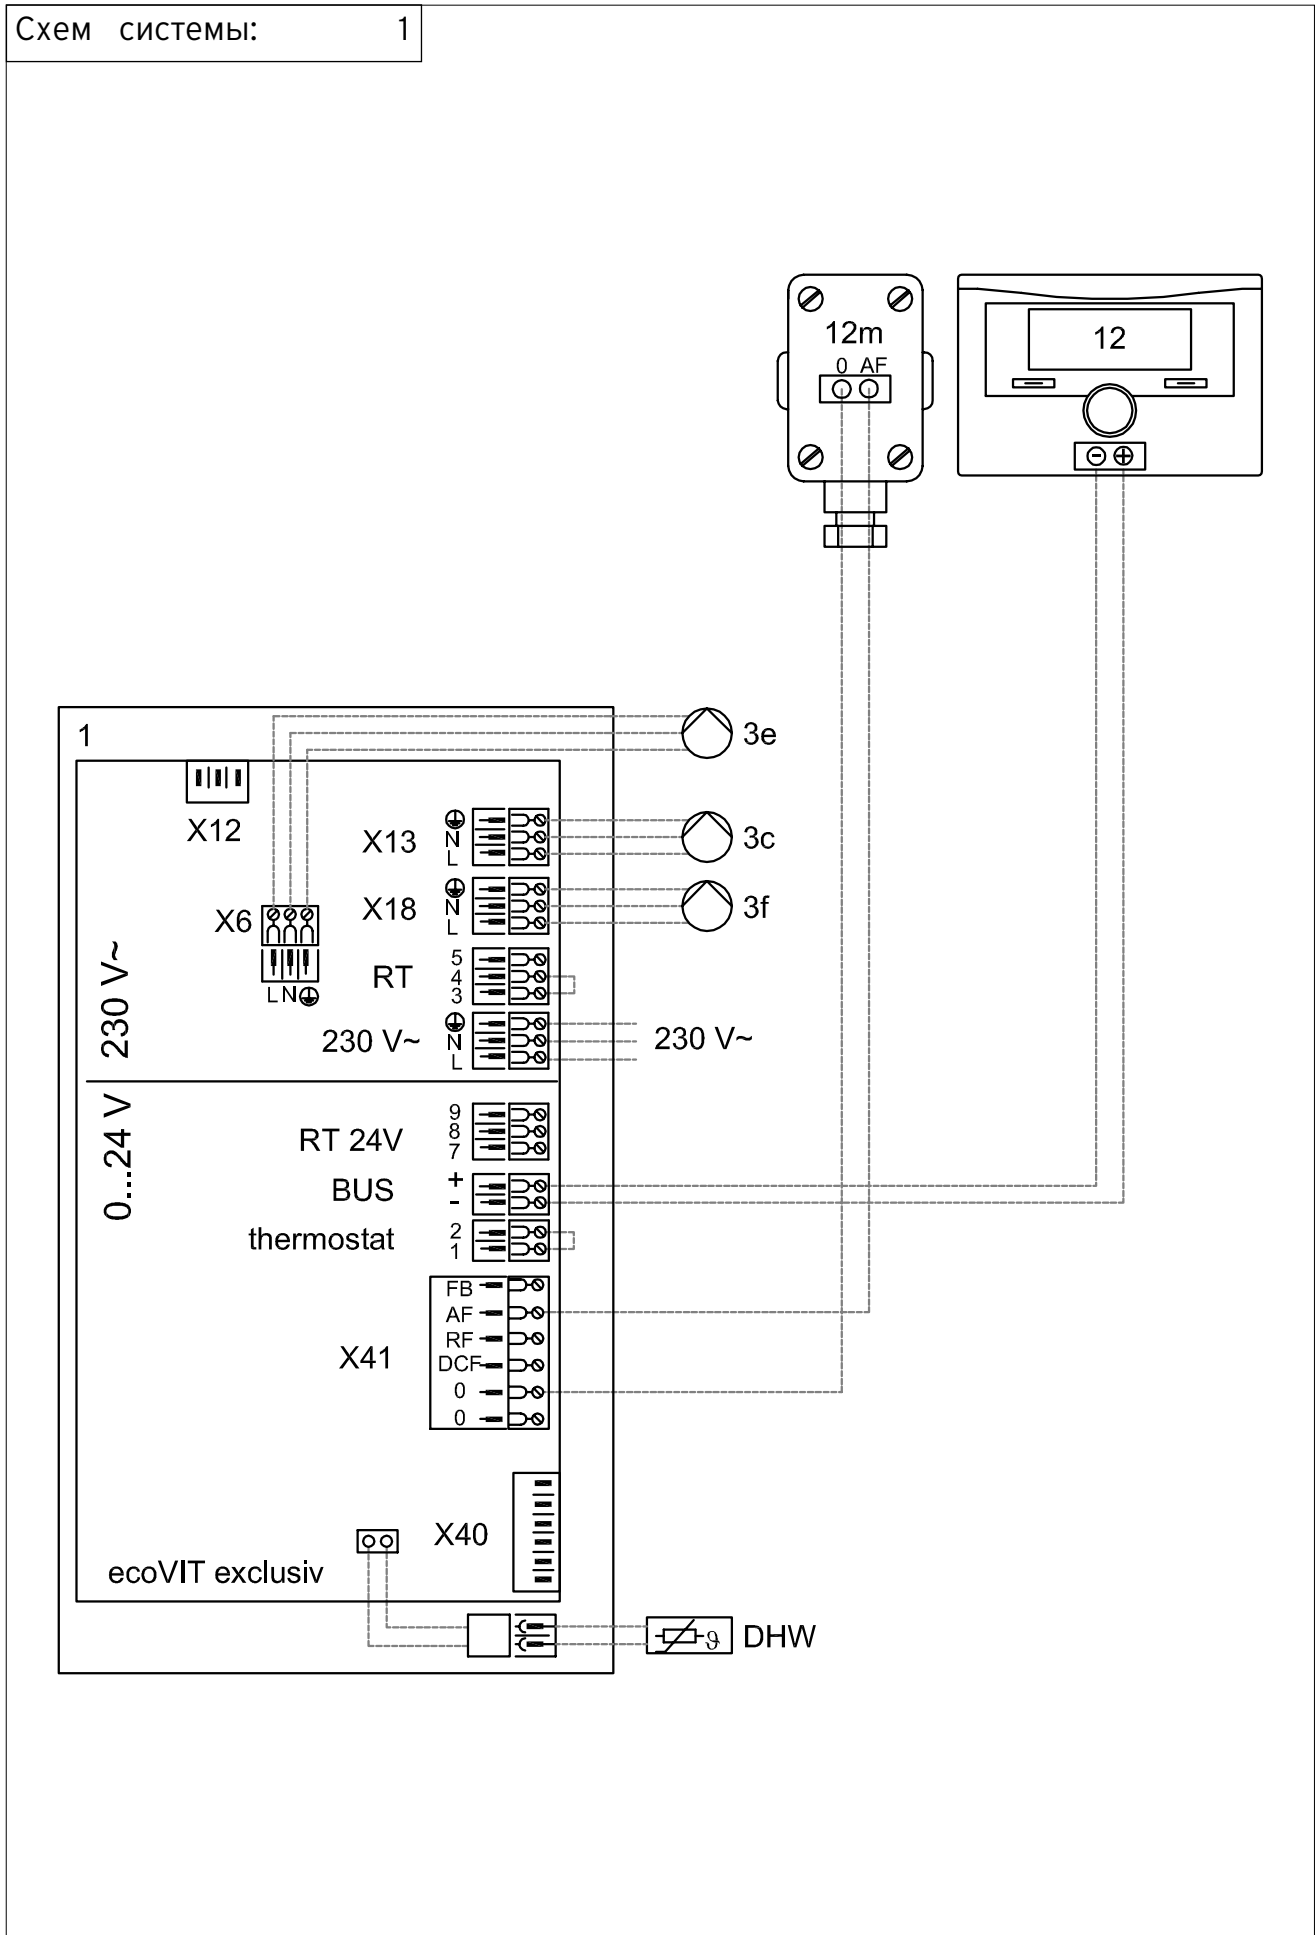 Схем системы: 1
12m
0 AF
12
- +
1
3e
X12
X13
N
L
3c
X18
N
L
3f
X6
L N
RT
5
4
3
230 V~
230 V~
N
L
230 V~
0...24 V
RT 24V
9
8
7
BUS
+
-
thermostat
2
1
X41
FB
AF
RF
DCF
0
0
X40
ecoVIT exclusiv
ϑ
DHW